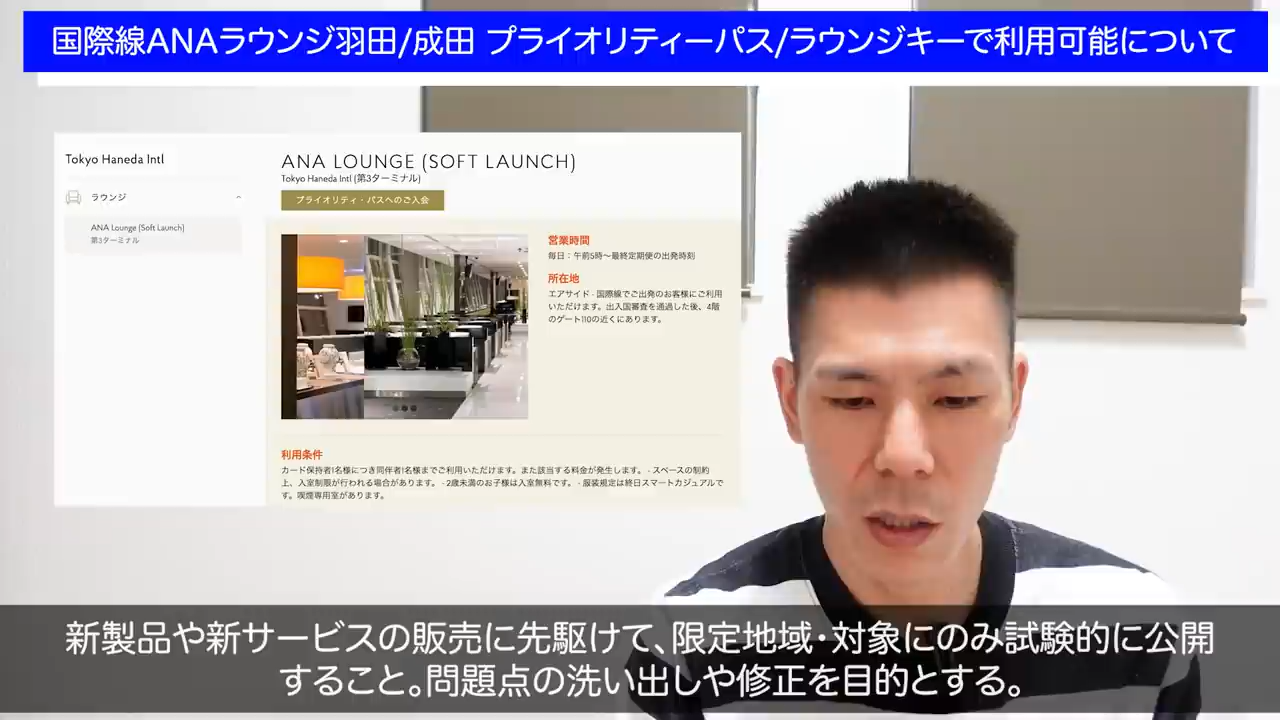 国際線ANAラウンジ羽田/成田 プライオリティーパス/ラウンジキーで利用可能について
Tokyo Haneda Intl
ラウンジ
ANA Lounge (Soft Launch)
第3ターミナル
ANA LOUNGE (SOFT LAUNCH)
Tokyo Haneda Intl (第3ターミナル)
プライオリティ・パスへのご入会
営業時間
毎日：午前5時〜最終定期便の出発時刻
所在地
エアサイド - 国際線でご出発のお客様にご利用
いただけます。出入国審査を通過した後、4階
のゲート110の近くにあります。
利用条件
カード保持者1名様につき同伴者1名様までご利用いただけます。また該当する料金が発生します。 - スペースの制約
上、入室制限が行われる場合があります。 - 2歳未満のお子様は入室無料です。 - 服装規定は終日スマートカジュアルで
す。喫煙専用室があります。
新製品や新サービスの販売に先駆けて、限定地域・対象にのみ試験的に公開
すること。問題点の洗い出しや修正を目的とする。